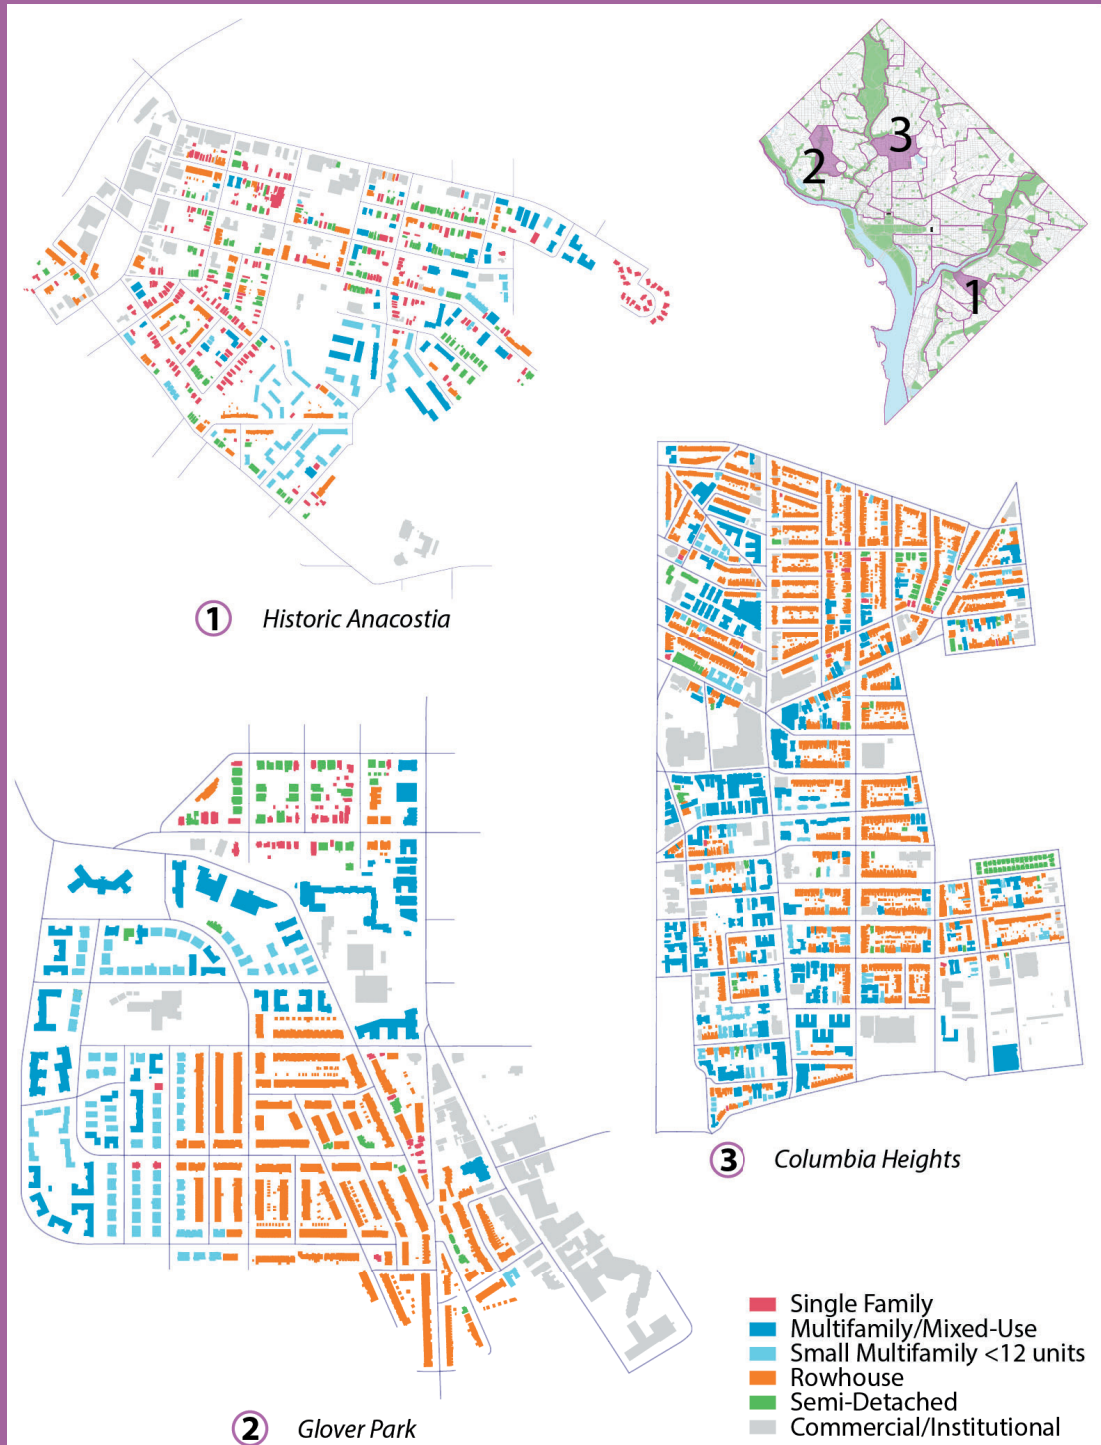 3
2
1
1 Historic Anacostia
3 Columbia Heights
Single Family
Multifamily/Mixed-Use
Small Multifamily <12 units
Rowhouse
Semi-Detached
Commercial/Institutional
2 Glover Park